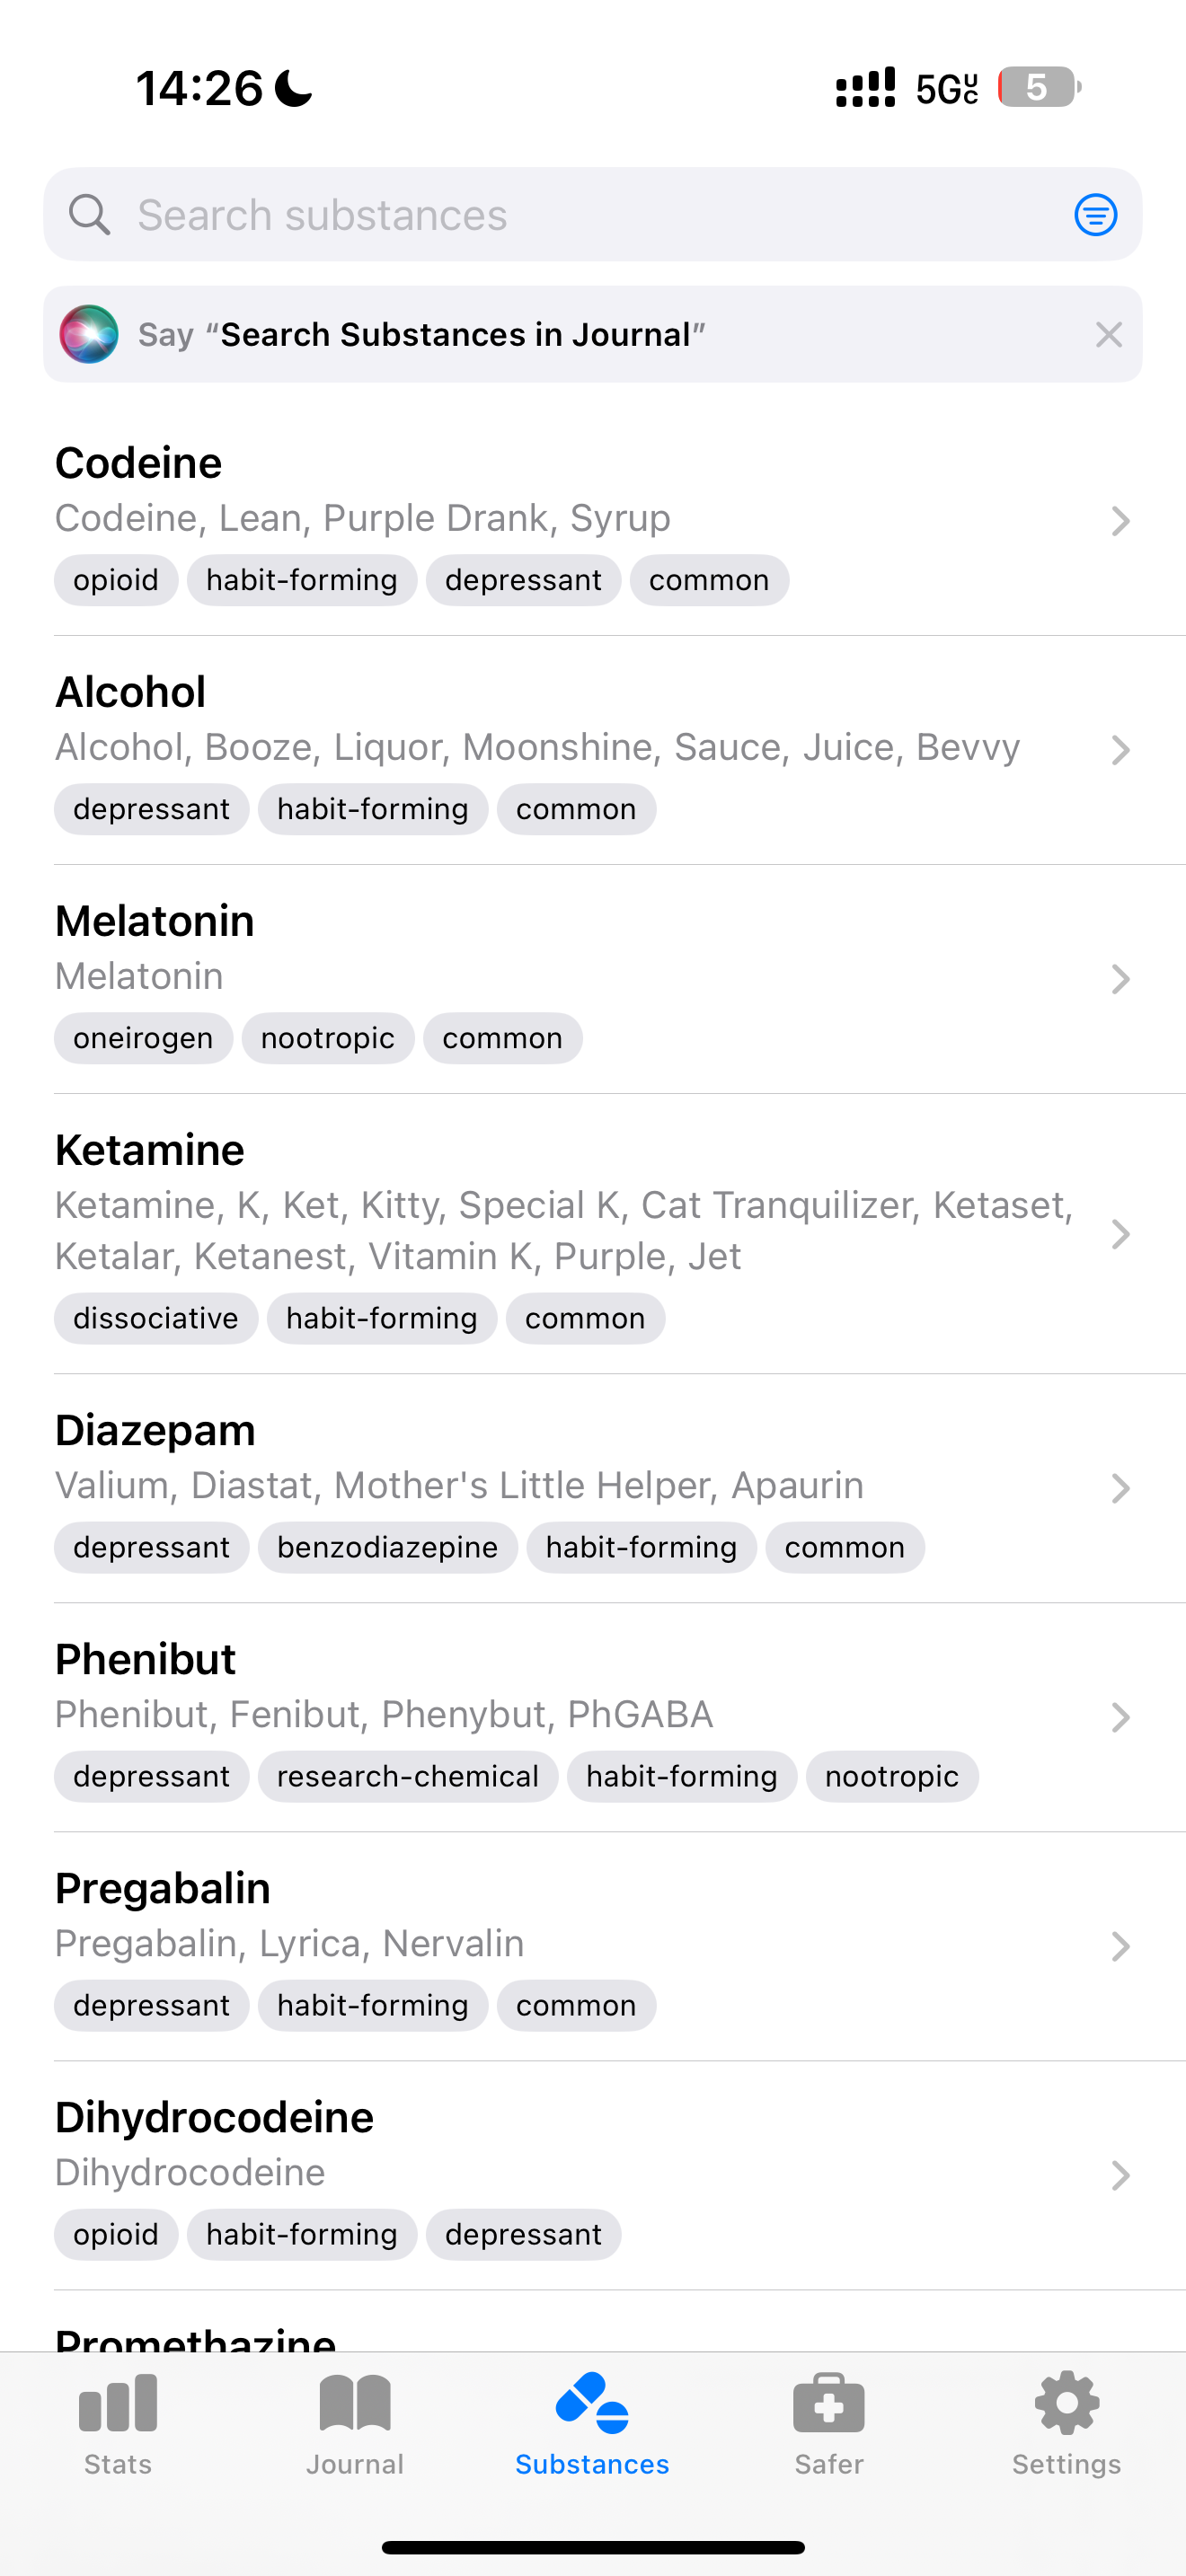 14:26
5G UC
5
Search substances
Say “Search Substances in Journal”
Codeine
Codeine, Lean, Purple Drank, Syrup
opioid habit-forming depressant common
Alcohol
Alcohol, Booze, Liquor, Moonshine, Sauce, Juice, Bevvy
depressant habit-forming common
Melatonin
Melatonin
oneirogen nootropic common
Ketamine
Ketamine, K, Ket, Kitty, Special K, Cat Tranquilizer, Ketaset,
Ketalar, Ketanest, Vitamin K, Purple, Jet
dissociative habit-forming common
Diazepam
Valium, Diastat, Mother's Little Helper, Apaurin
depressant benzodiazepine habit-forming common
Phenibut
Phenibut, Fenibut, Phenybut, PhGABA
depressant research-chemical habit-forming nootropic
Pregabalin
Pregabalin, Lyrica, Nervalin
depressant habit-forming common
Dihydrocodeine
Dihydrocodeine
opioid habit-forming depressant
Promethazine
Stats Journal Substances Safer Settings